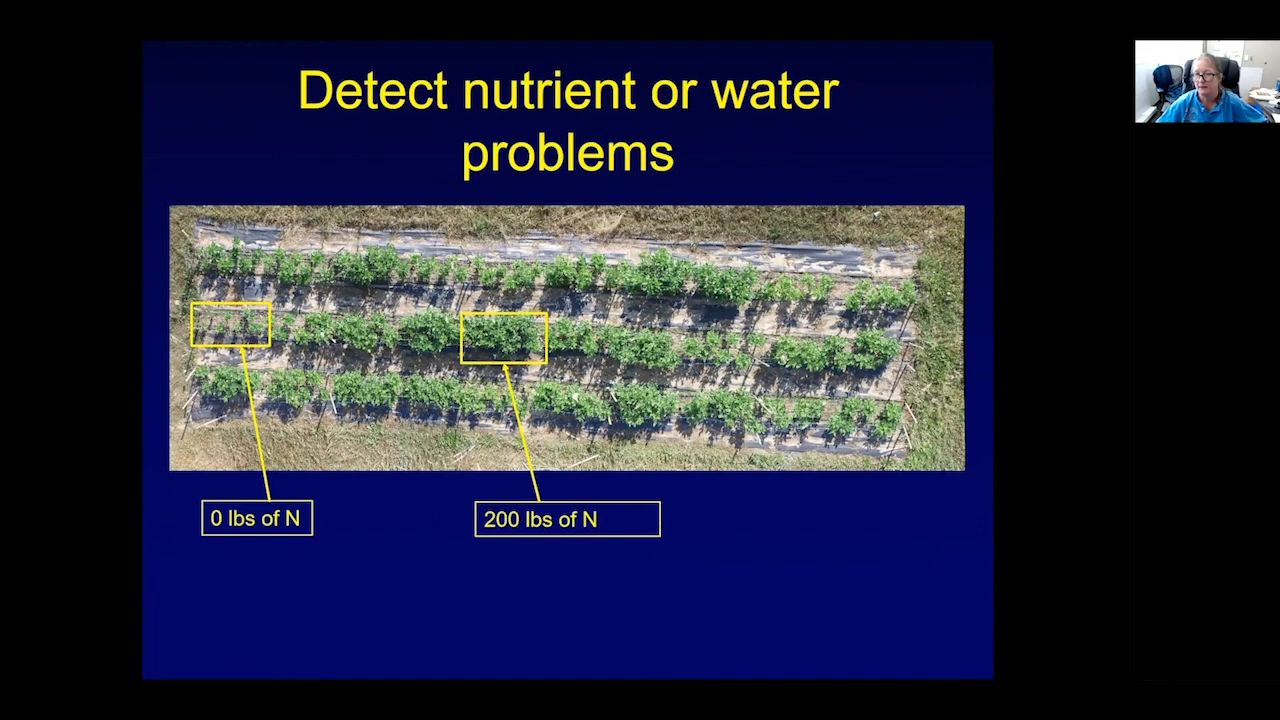 Detect nutrient or water
problems
0 lbs of N
200 lbs of N